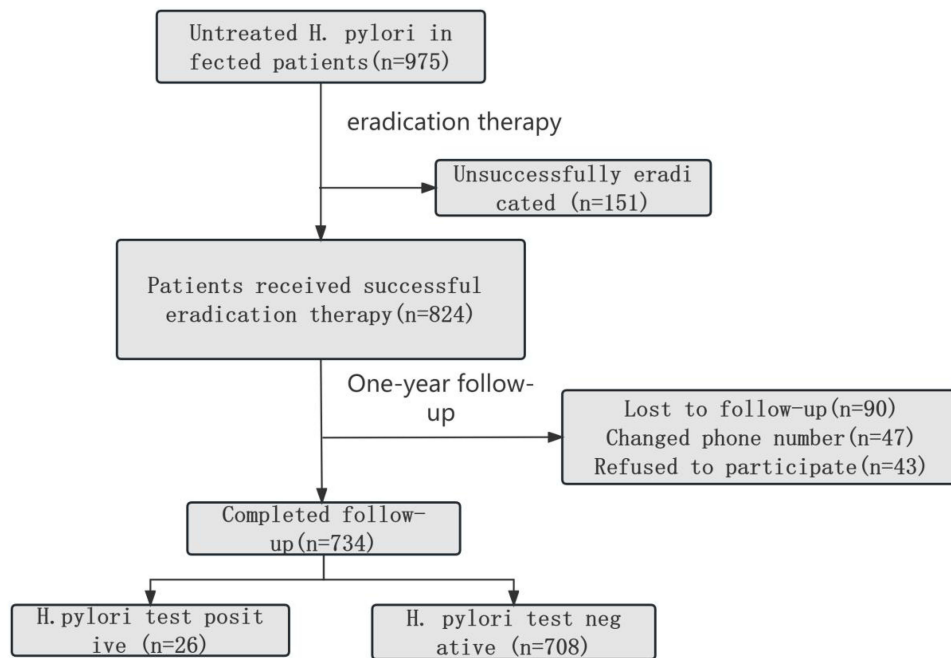 Untreated H. pylori in
fected patients(n=975)
eradication therapy
Unsuccessfully eradi
cated (n=151)
Patients received successful
eradication therapy(n=824)
One-year follow-
up
Lost to follow-up(n=90)
Changed phone number(n=47)
Refused to participate(n=43)
Completed follow-
up(n=734)
H.pylori test posit
ive (n=26)
H. pylori test neg
ative(n=708)